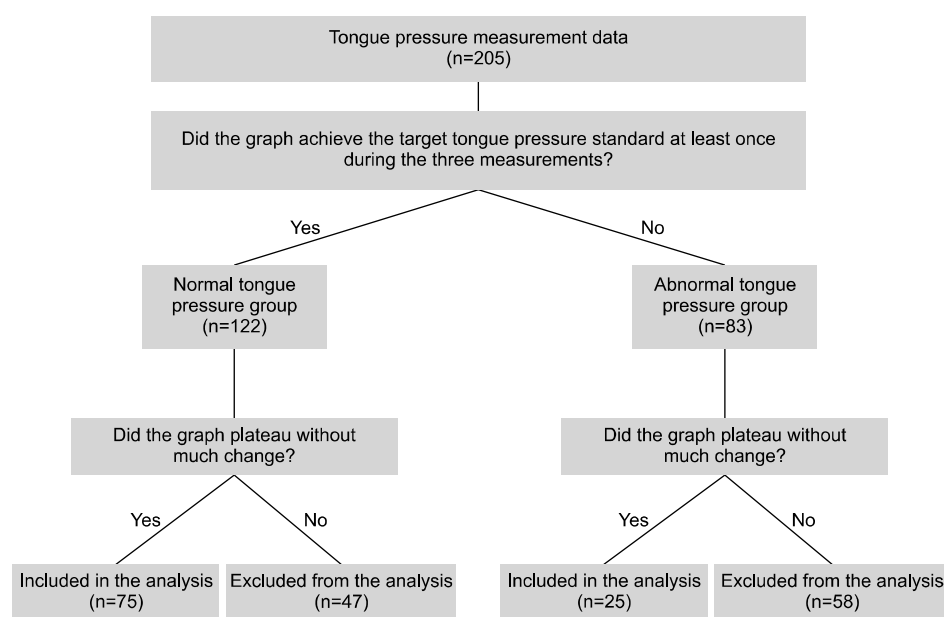 Tongue pressure measurement data
(n=205)
Did the graph achieve the target tongue pressure standard at least once
during the three measurements?
Yes
No
Normal tongue
pressure group
(n=122)
Abnormal tongue
pressure group
(n=83)
Did the graph plateau without
much change?
Did the graph plateau without
much change?
Yes
No
Yes
No
Included in the analysis
(n=75)
Excluded from the analysis
(n=47)
Included in the analysis
(n=25)
Excluded from the analysis
(n=58)